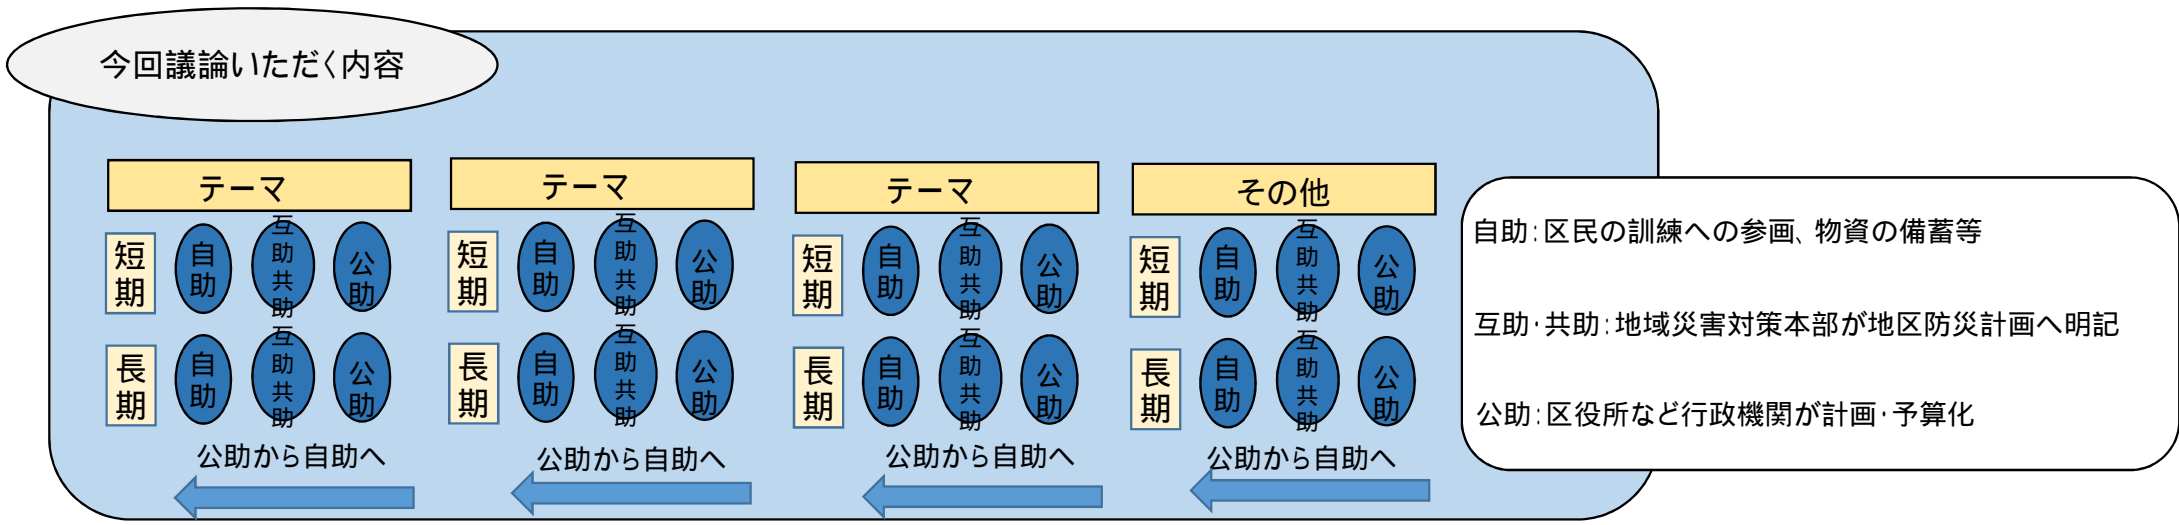 今回議論いただく内容
テーマ
短期
自助
互助共助
公助
長期
自助
互助共助
公助
公助から自助へ
テーマ
短期
自助
互助共助
公助
長期
自助
互助共助
公助
公助から自助へ
テーマ
短期
自助
互助共助
公助
長期
自助
互助共助
公助
公助から自助へ
その他
短期
自助
互助共助
公助
長期
自助
互助共助
公助
公助から自助へ
自助：区民の訓練への参画、物資の備蓄等
互助・共助：地域災害対策本部が地区防災計画へ明記
公助：区役所など行政機関が計画・予算化